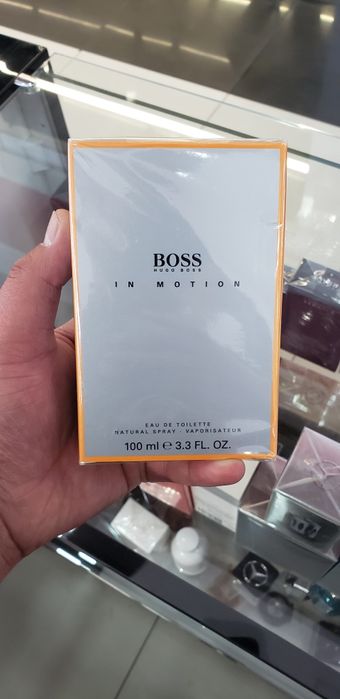 BOSS
HUGO BOSS
IN MOTION
EAU DE TOILETTE
NATURAL SPRAY · VAPORISATEUR
100 ml ℮ 3.3 FL. OZ.